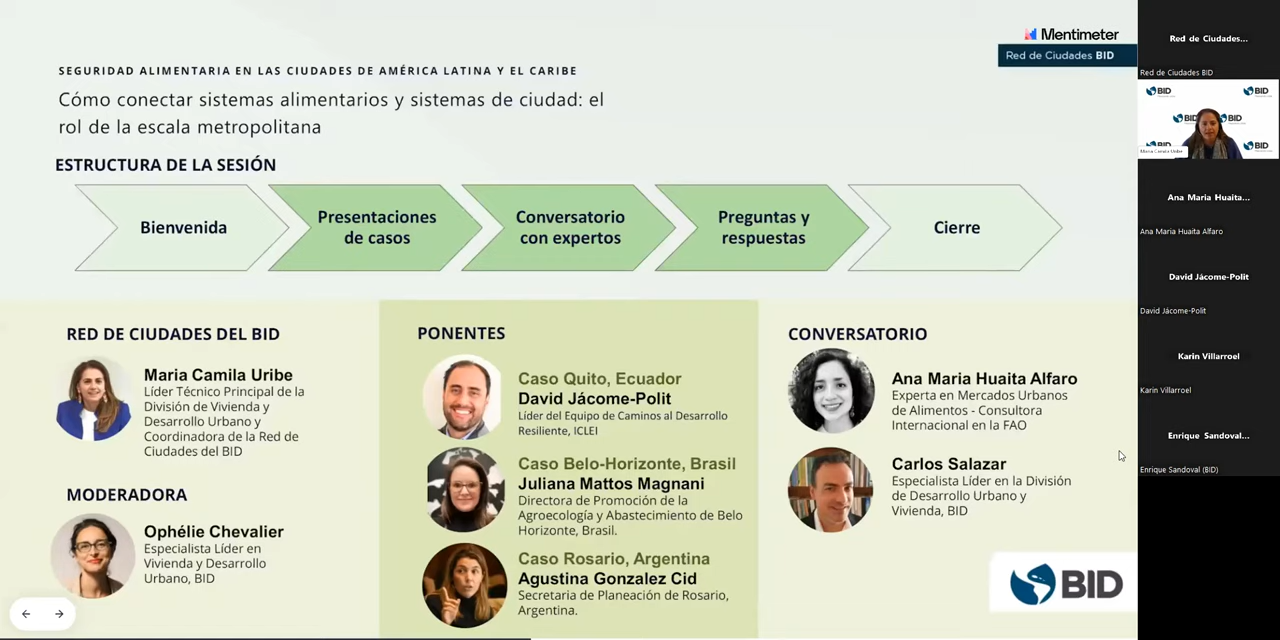 Mentimeter
Red de Ciudades BID
SEGURIDAD ALIMENTARIA EN LAS CIUDADES DE AMÉRICA LATINA Y EL CARIBE
Cómo conectar sistemas alimentarios y sistemas de ciudad: el
rol de la escala metropolitana
ESTRUCTURA DE LA SESIÓN
Bienvenida
Presentaciones
de casos
Conversatorio
con expertos
Preguntas y
respuestas
Cierre
RED DE CIUDADES DEL BID
Maria Camila Uribe
Líder Técnico Principal de la
División de Vivienda y
Desarrollo Urbano y
Coordinadora de la Red de
Ciudades del BID
MODERADORA
Ophélie Chevalier
Especialista Líder en
Vivienda y Desarrollo
Urbano, BID
PONENTES
Caso Quito, Ecuador
David Jácome-Polit
Líder del Equipo de Caminos al Desarrollo
Resiliente, ICLEI
Caso Belo-Horizonte, Brasil
Juliana Mattos Magnani
Directora de Promoción de la
Agroecología y Abastecimiento de Belo
Horizonte, Brasil.
Caso Rosario, Argentina
Agustina Gonzalez Cid
Secretaria de Planeación de Rosario,
Argentina.
CONVERSATORIO
Ana Maria Huaita Alfaro
Experta en Mercados Urbanos
de Alimentos - Consultora
Internacional en la FAO
Carlos Salazar
Especialista Líder en la División
de Desarrollo Urbano y
Vivienda, BID
BID
Red de Ciudades...
Red de Ciudades BID
BID
BID
BID
BID
BID
BID
Maria Camila Uribe
Ana Maria Huaita...
Ana Maria Huaita Alfaro
David Jácome-Polit
David Jácome-Polit
Karin Villarroel
Karin Villarroel
Enrique Sandoval...
Enrique Sandoval (BID)